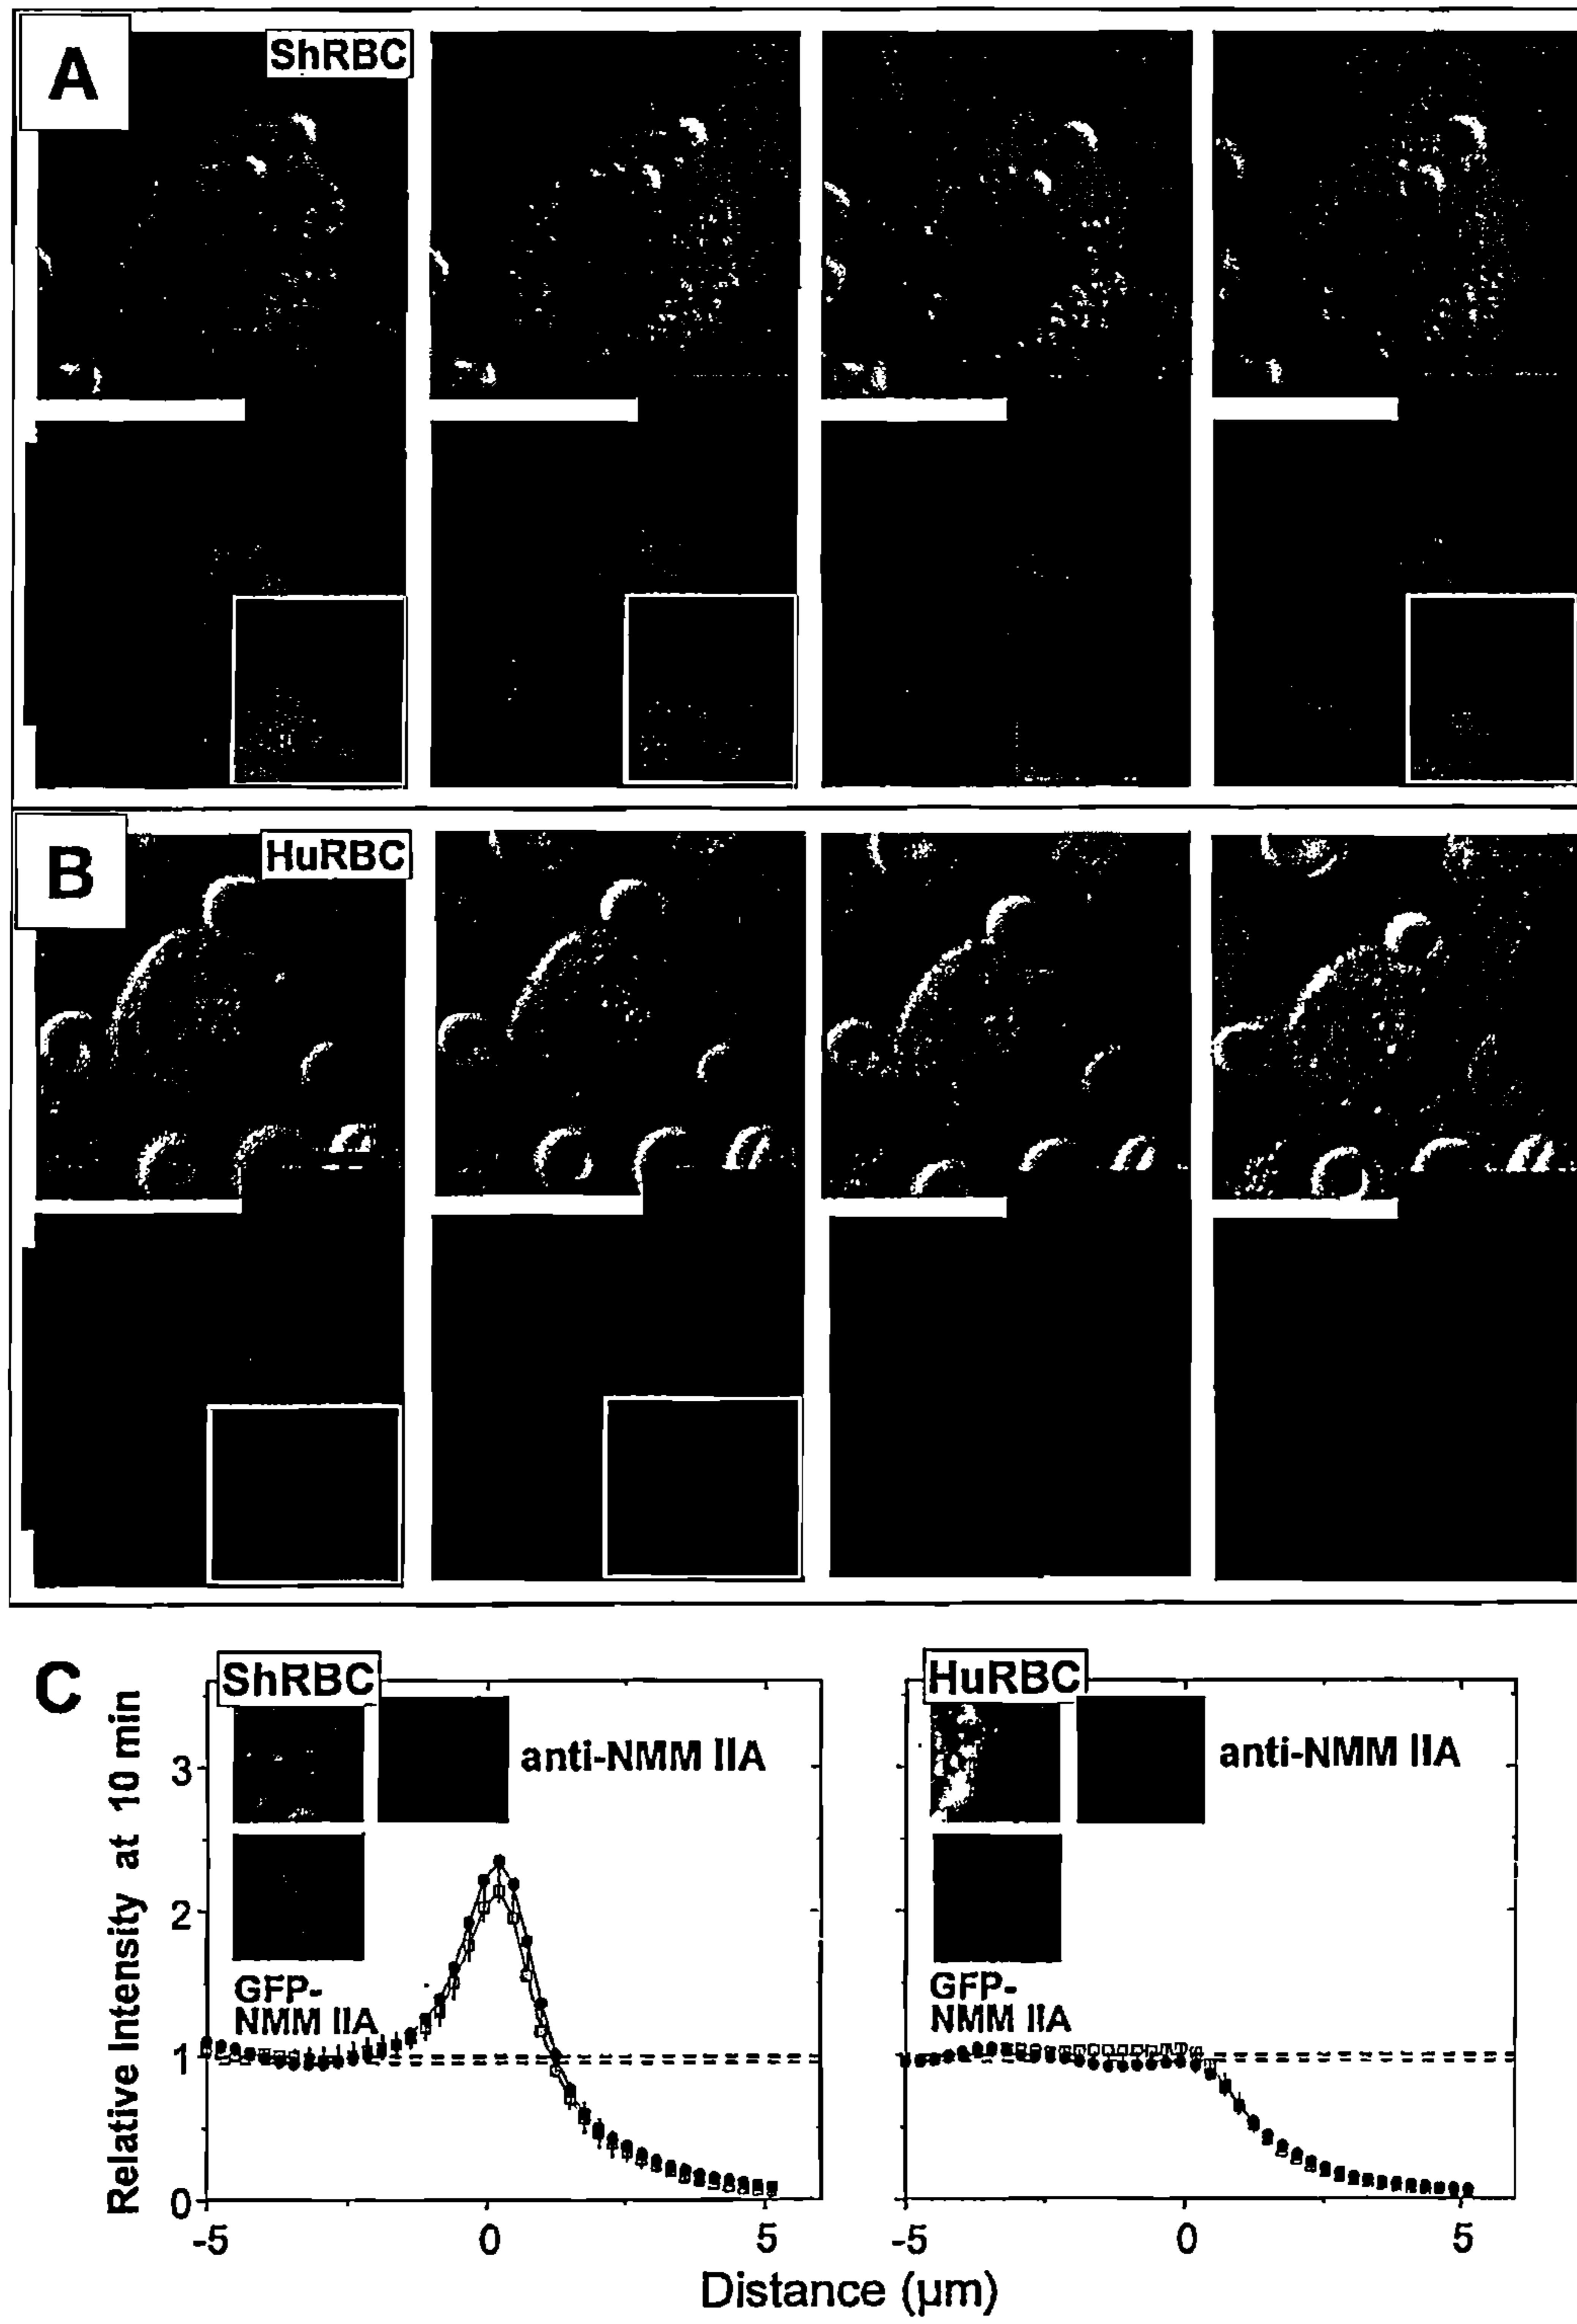 A
ShRBC
B
HuRBC
C
ShRBC
anti-NMM IIA
GFP-
NMM IIA
Relative Intensity at 10 min
3
2
1
0
-5
0
5
HuRBC
anti-NMM IIA
GFP-
NMM IIA
-5
0
5
Distance (µm)